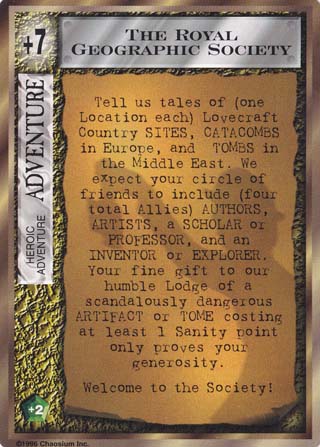 +7
THE ROYAL
GEOGRAPHIC SOCIETY
HEROIC
ADVENTURE
ADVENTURE
Tell us tales of (one
Location each) Lovecraft
Country SITES, CATACOMBS
in Europe, and TOMBS in
the Middle East. We
expect your circle of
friends to include (four
total Allies) AUTHORS,
ARTISTS, a SCHOLAR or
PROFESSOR, and an
INVENTOR or EXPLORER.
Your fine gift to our
humble Lodge of a
scandalously dangerous
ARTIFACT or TOME costing
at least 1 Sanity point
only proves your
generosity.
Welcome to the Society!
+2
©1996 Chaosium Inc.